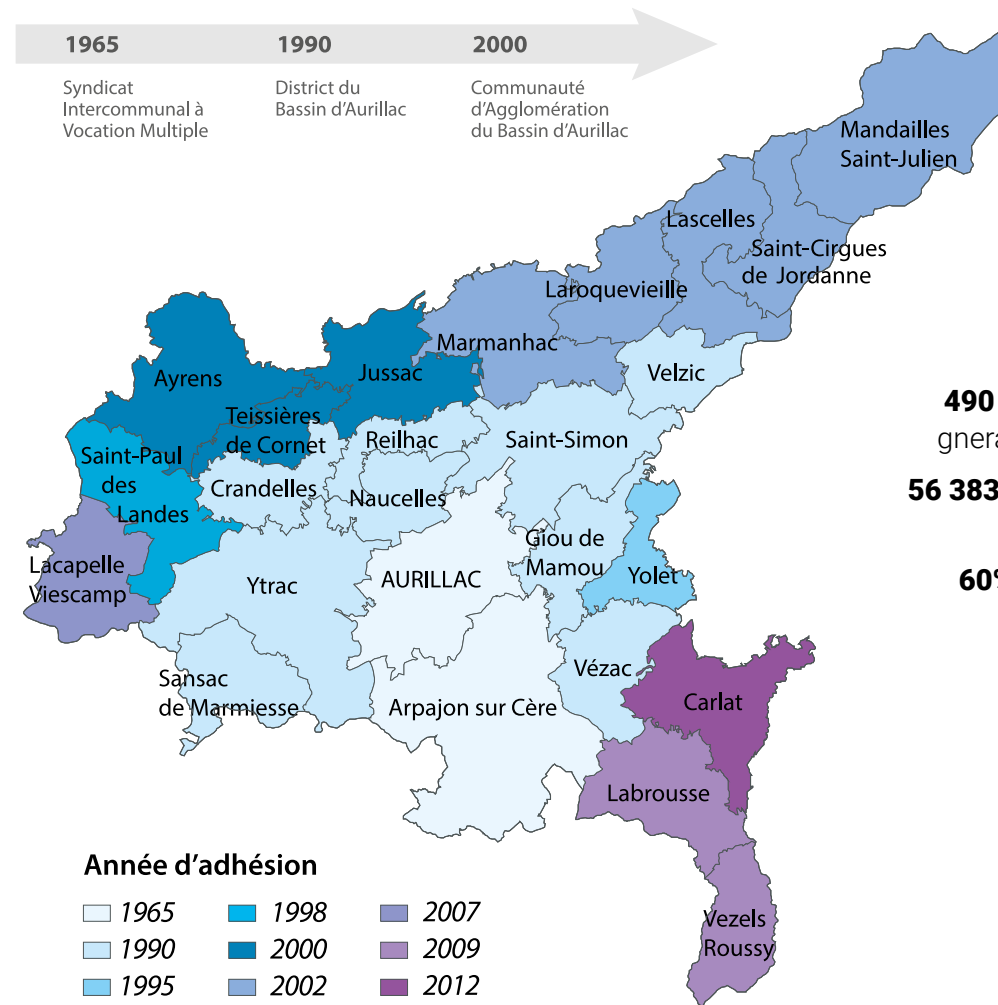 1965
Syndicat
Intercommunal à
Vocation Multiple
1990
District du
Bassin d'Aurillac
2000
Communauté
d'Agglomération
du Bassin d'Aurillac
Mandailles
Saint-Julien
Lascelles
Saint-Cirgues
de Jordanne
Laroquevieille
Marmanhac
Velzic
Jussac
Ayrens
Teissières
de Cornet
Reilhac
Saint-Simon
Saint-Paul
des
Landes
Crandelles
Naucelles
Giou de
Mamou
Lacapelle
Viescamp
Ytrac
AURILLAC
Yolet
Sansac
de Marmiesse
Arpajon sur Cère
Vézac
Carlat
Labrousse
Vezels
Roussy
490
gnera
56 383
60%
Année d'adhésion
1965
1990
1995
1998
2000
2002
2007
2009
2012